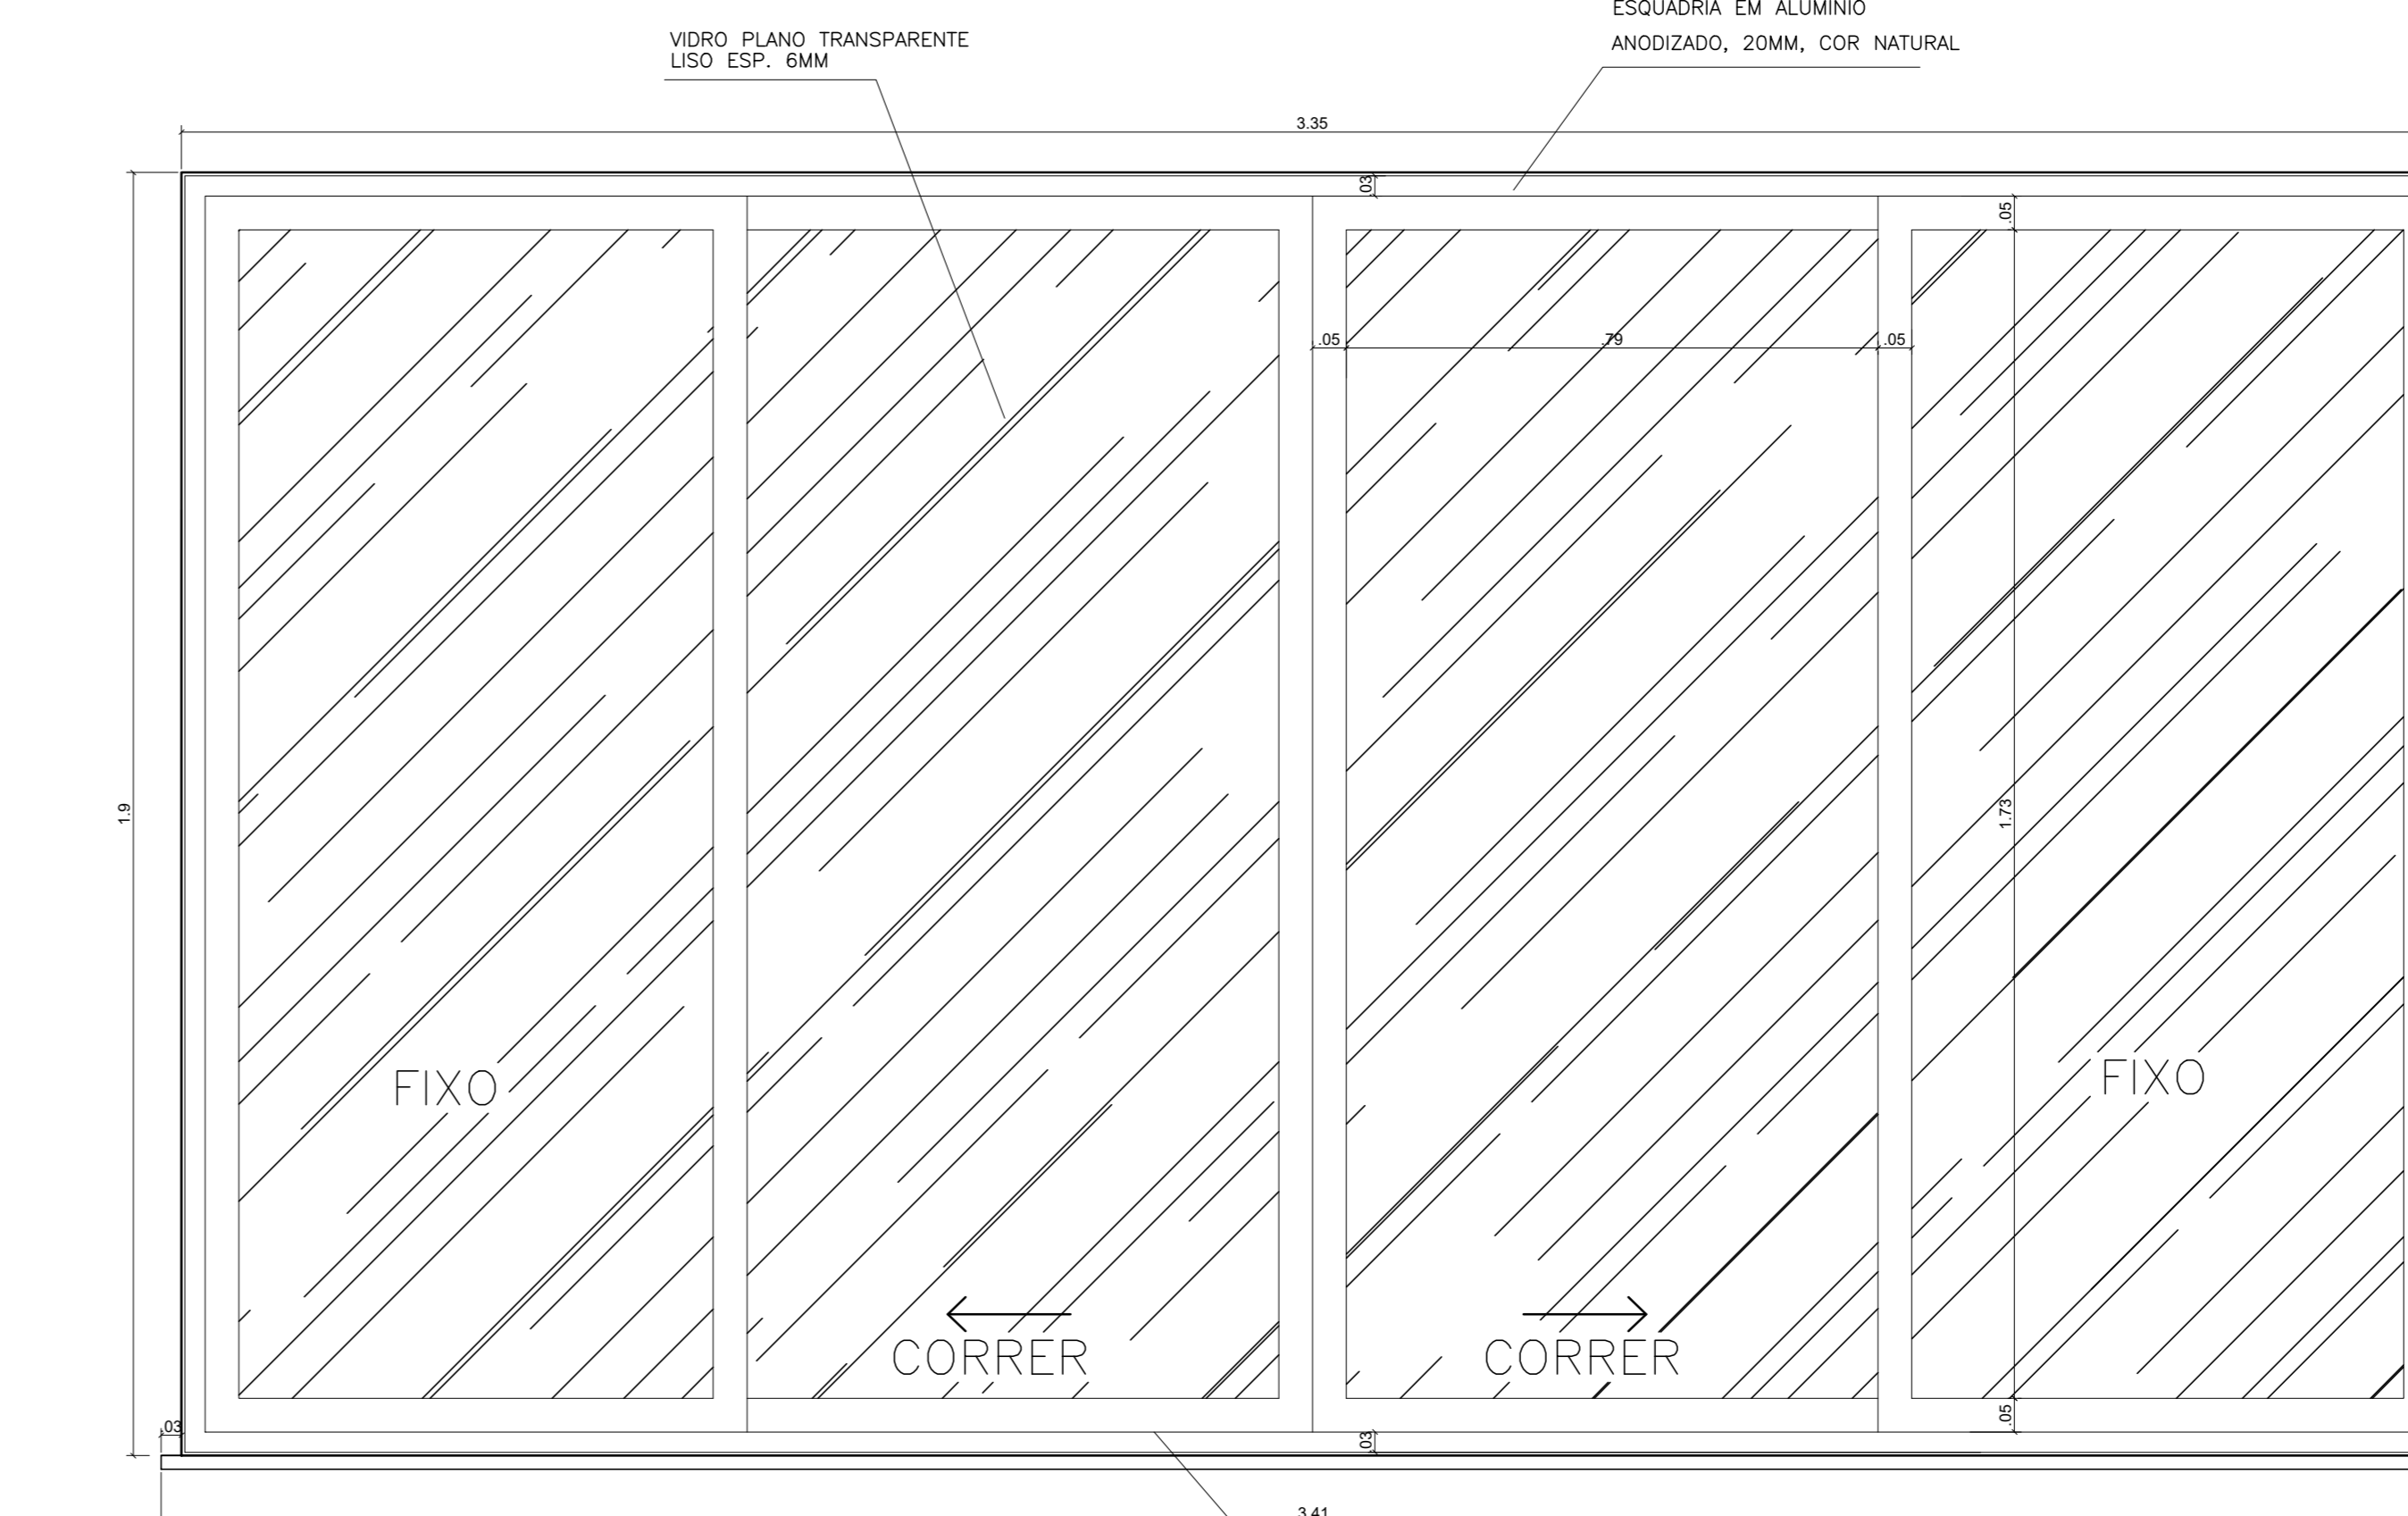 ESQUADRIA EM ALUMINIO
VIDRO PLANO TRANSPARENTE
LISO ESP. 6MM
ANODIZADO, 20MM, COR NATURAL
3.35
.03
.05
.05
.79
.05
1.9
1.73
FIXO
FIXO
CORRER
CORRER
.03
.03
.05
3.41